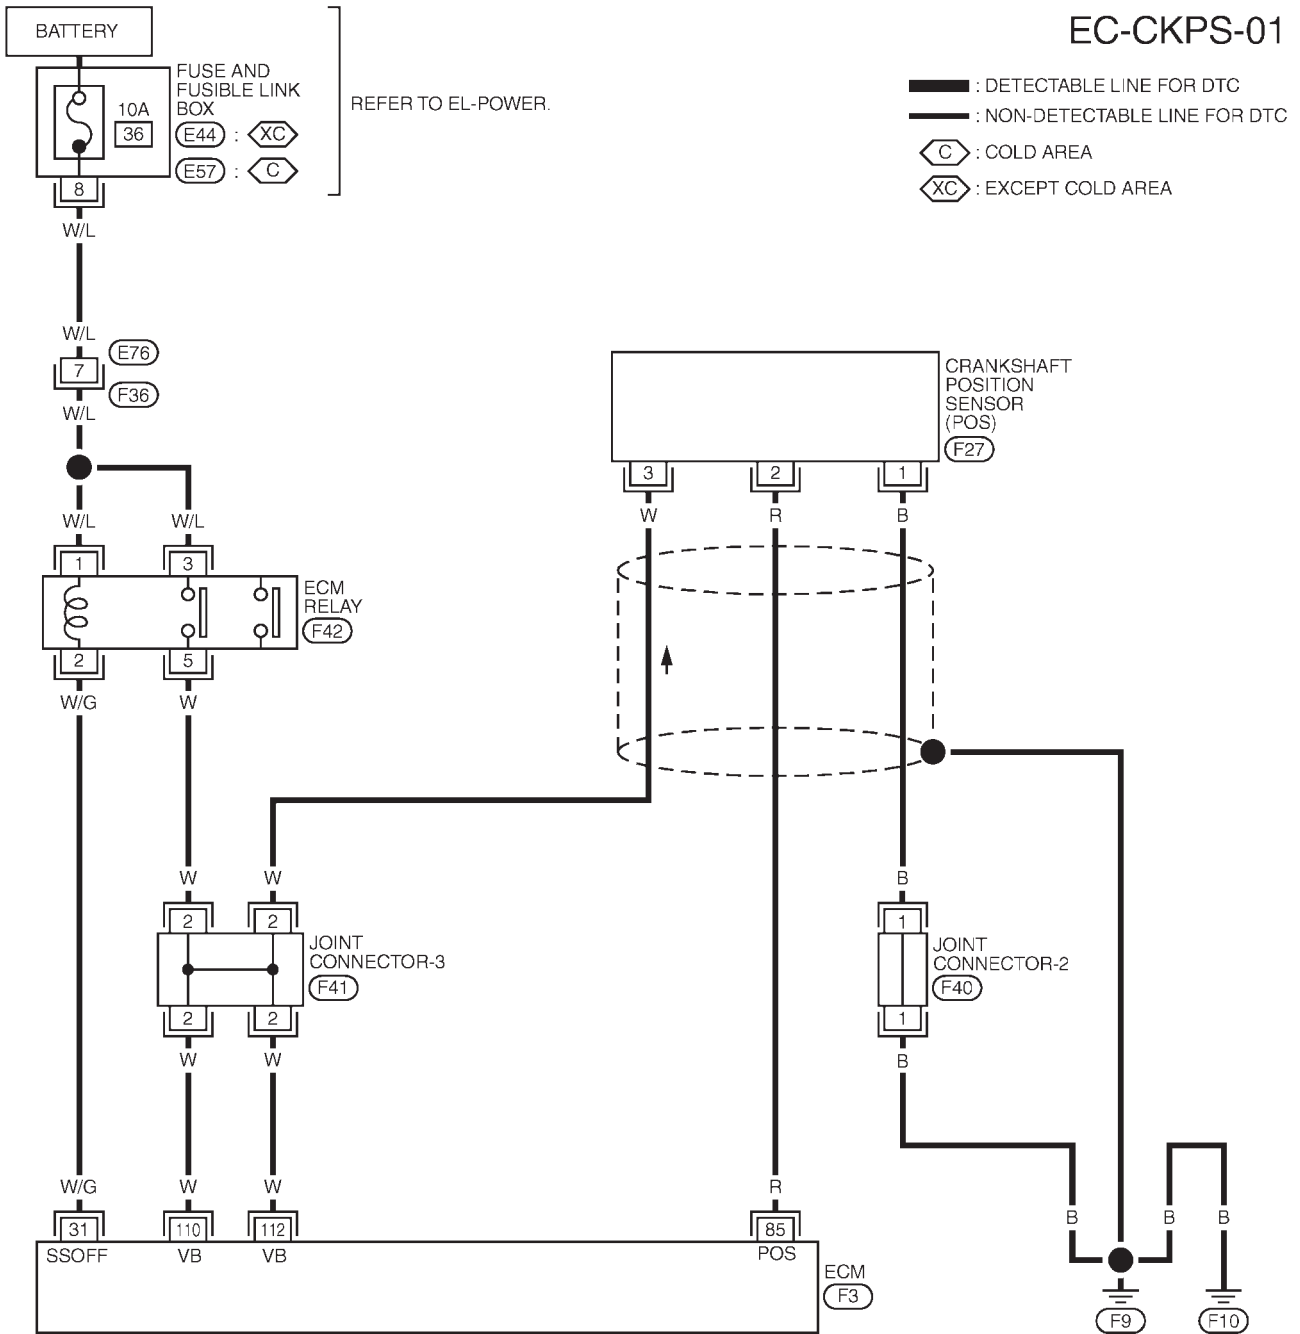 EC-CKPS-01
BATTERY
FUSE AND
FUSIBLE LINK
BOX
10A
36
E44 : XC
E57 : C
8
REFER TO EL-POWER.
: DETECTABLE LINE FOR DTC
: NON-DETECTABLE LINE FOR DTC
C : COLD AREA
XC : EXCEPT COLD AREA
W/L
W/L
E76
7
F36
W/L
CRANKSHAFT
POSITION
SENSOR
(POS)
F27
3 2 1
W R B
W/L W/L
1 3
ECM
RELAY
F42
2 5
W/G W
W W B
2 2 1
JOINT
CONNECTOR-3
F41
JOINT
CONNECTOR-2
F40
2 2 1
W W B
W/G W W R
B B B
31 110 112 85
SSOFF VB VB POS
ECM
F3
F9 F10